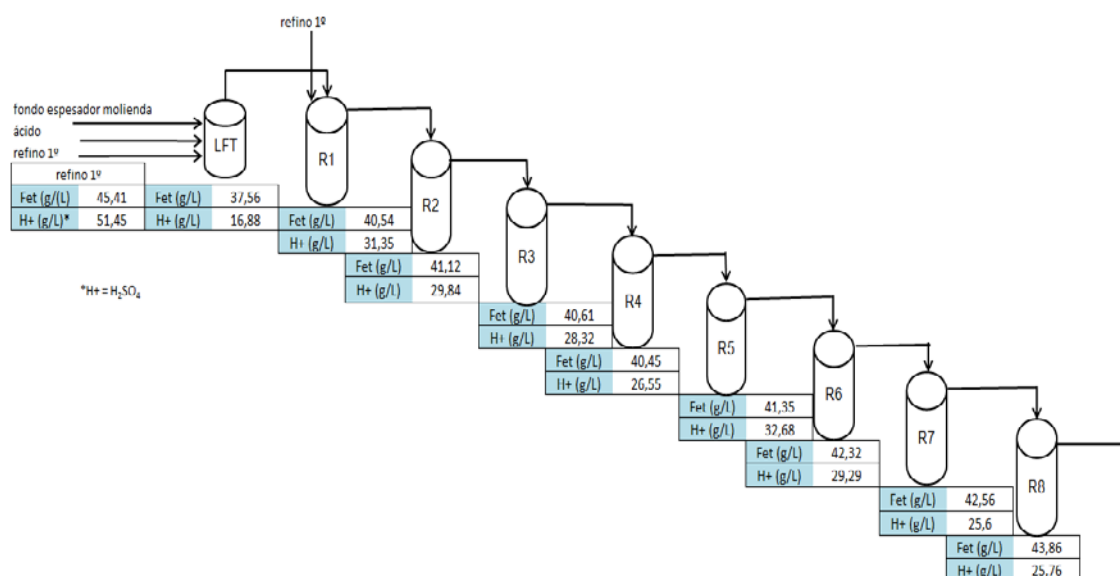 refino 1º
fondo espesador molienda
ácido
refino 1º
LFT
R1
R2
R3
R4
R5
R6
R7
R8
refino 1º
Fet (g/(L) 45,41
H+ (g/L)* 51,45
Fet (g/L) 37,56
H+ (g/L) 16,88
Fet (g/L) 40,54
H+ (g/L) 31,35
Fet (g/L) 41,12
H+ (g/L) 29,84
*H+ = H₂SO₄
Fet (g/L) 40,61
H+ (g/L) 28,32
Fet (g/L) 40,45
H+ (g/L) 26,55
Fet (g/L) 41,35
H+ (g/L) 32,68
Fet (g/L) 42,32
H+ (g/L) 29,29
Fet (g/L) 42,56
H+ (g/L) 25,6
Fet (g/L) 43,86
H+ (g/L) 25,76